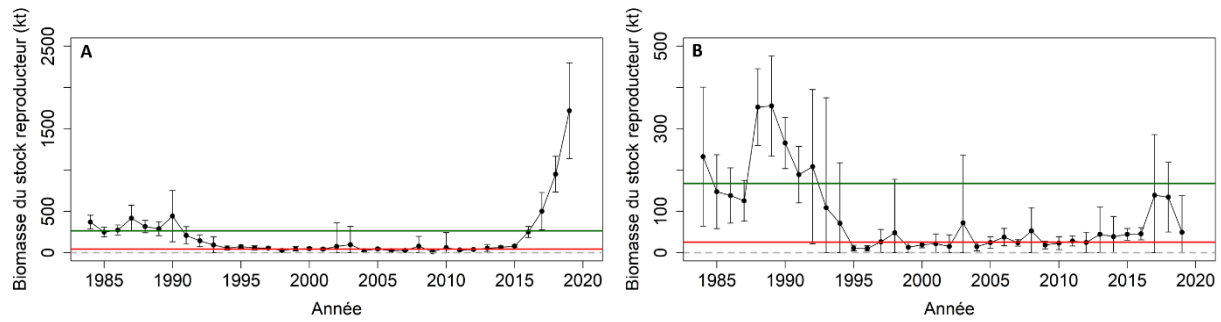 Biomasse du stock reproducteur (kt)
A
2500
1500
500
0
1985 1990 1995 2000 2005 2010 2015 2020
Année
Biomasse du stock reproducteur (kt)
B
500
300
100
0
1985 1990 1995 2000 2005 2010 2015 2020
Année